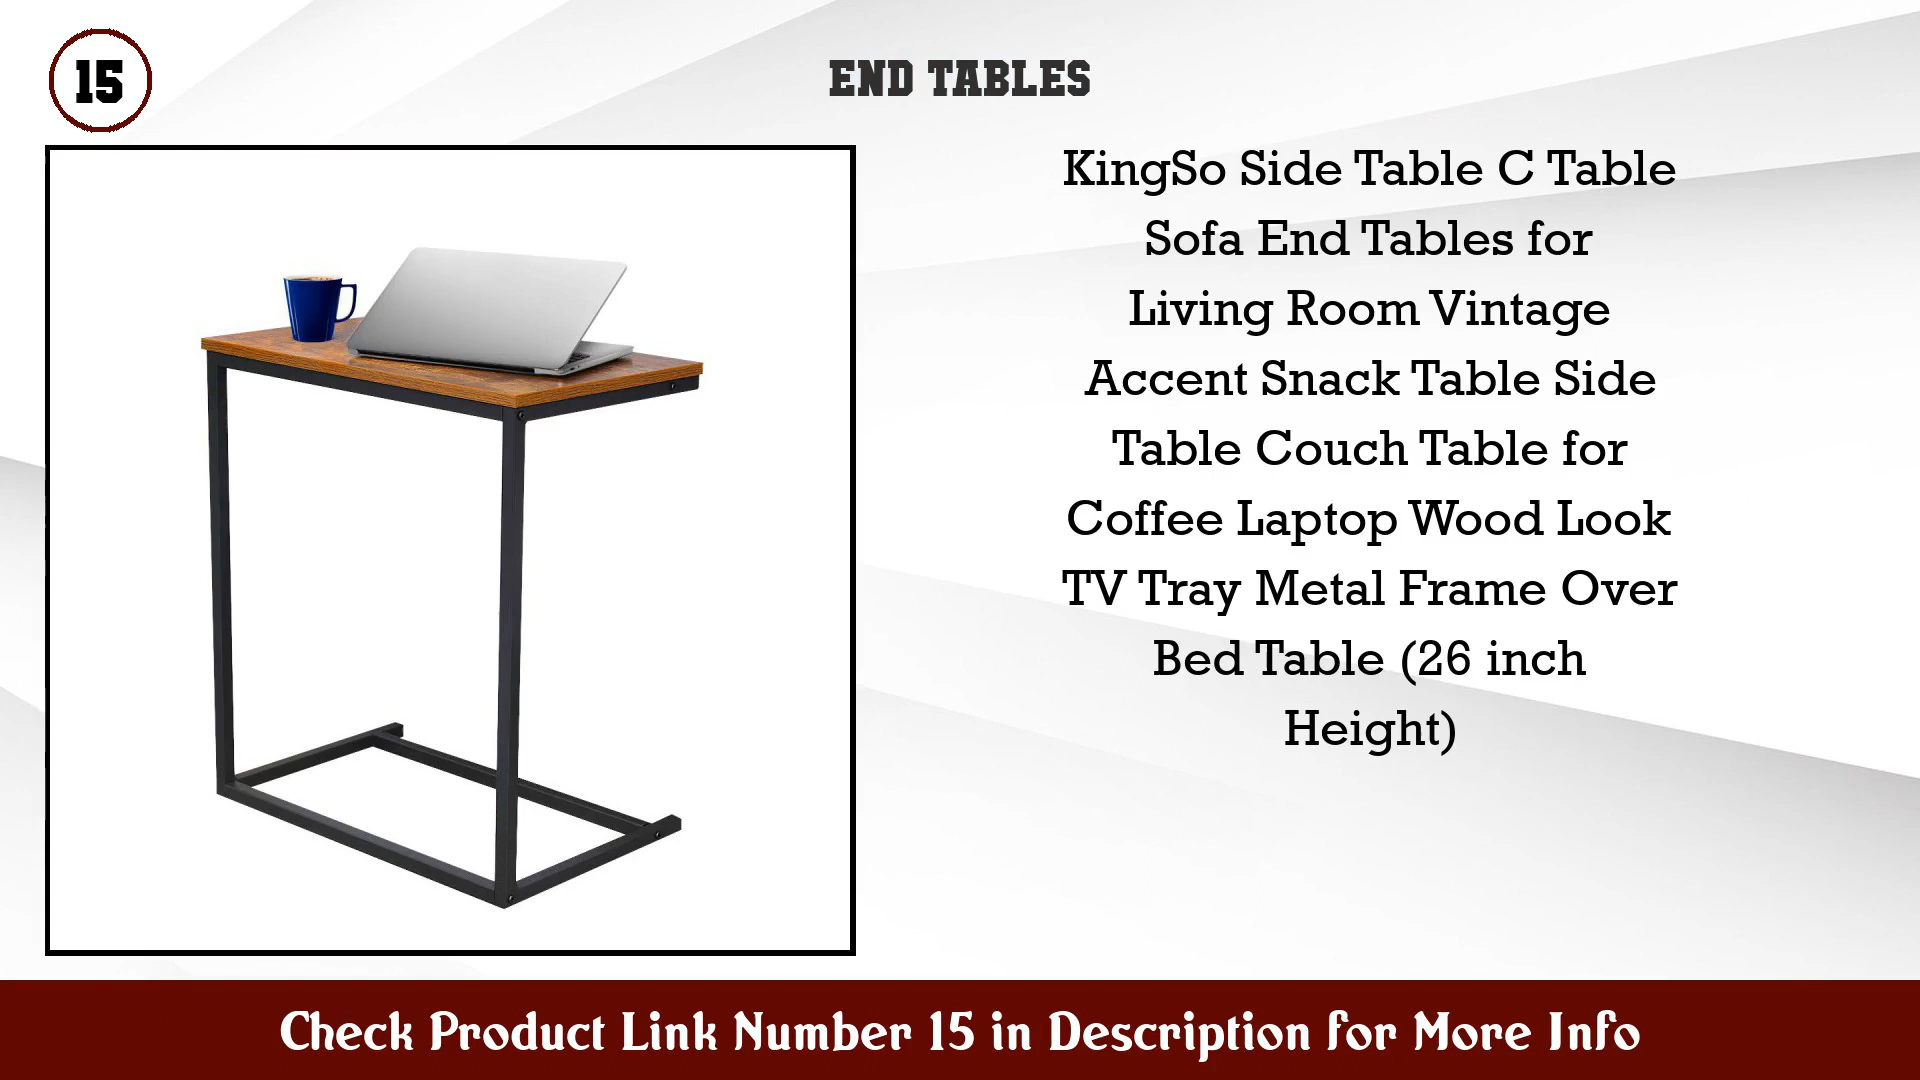 15
END TABLES
KingSo Side Table C Table
Sofa End Tables for
Living Room Vintage
Accent Snack Table Side
Table Couch Table for
Coffee Laptop Wood Look
TV Tray Metal Frame Over
Bed Table (26 inch
Height)
Check Product Link Number 15 in Description for More Info